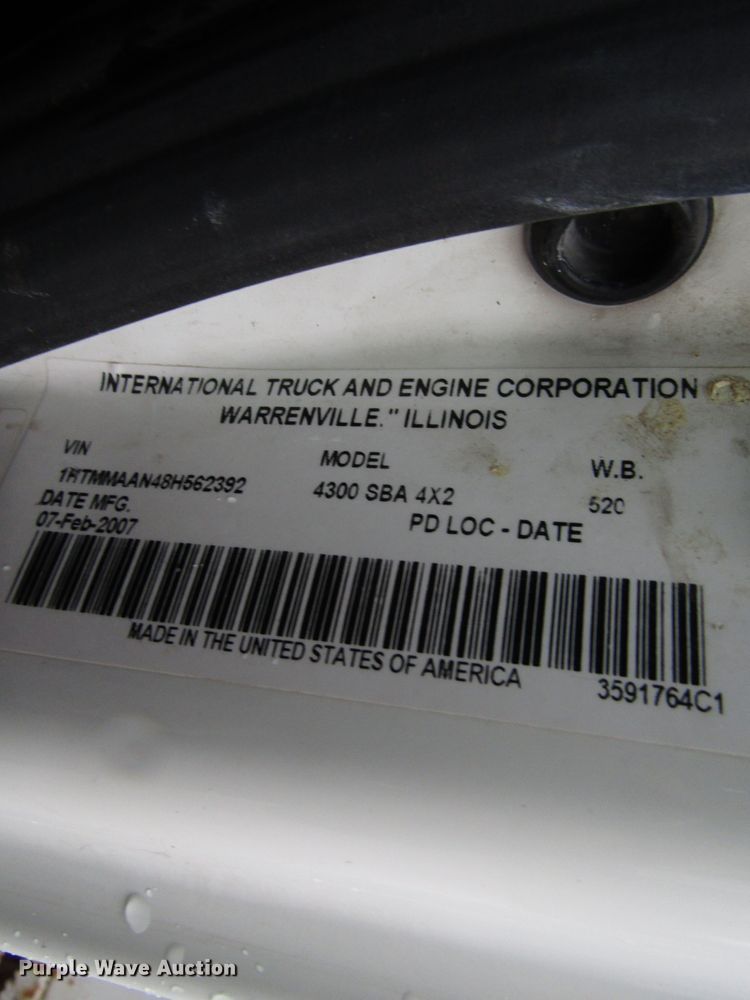 INTERNATIONAL TRUCK AND ENGINE CORPORATION
WARRENVILLE." ILLINOIS
VIN MODEL W.B.
1HTMMAAN48H562392 4300 SBA 4X2 520
DATE MFG. PD LOC - DATE
07-Feb-2007
MADE IN THE UNITED STATES OF AMERICA 3591764C1
Purple Wave Auction